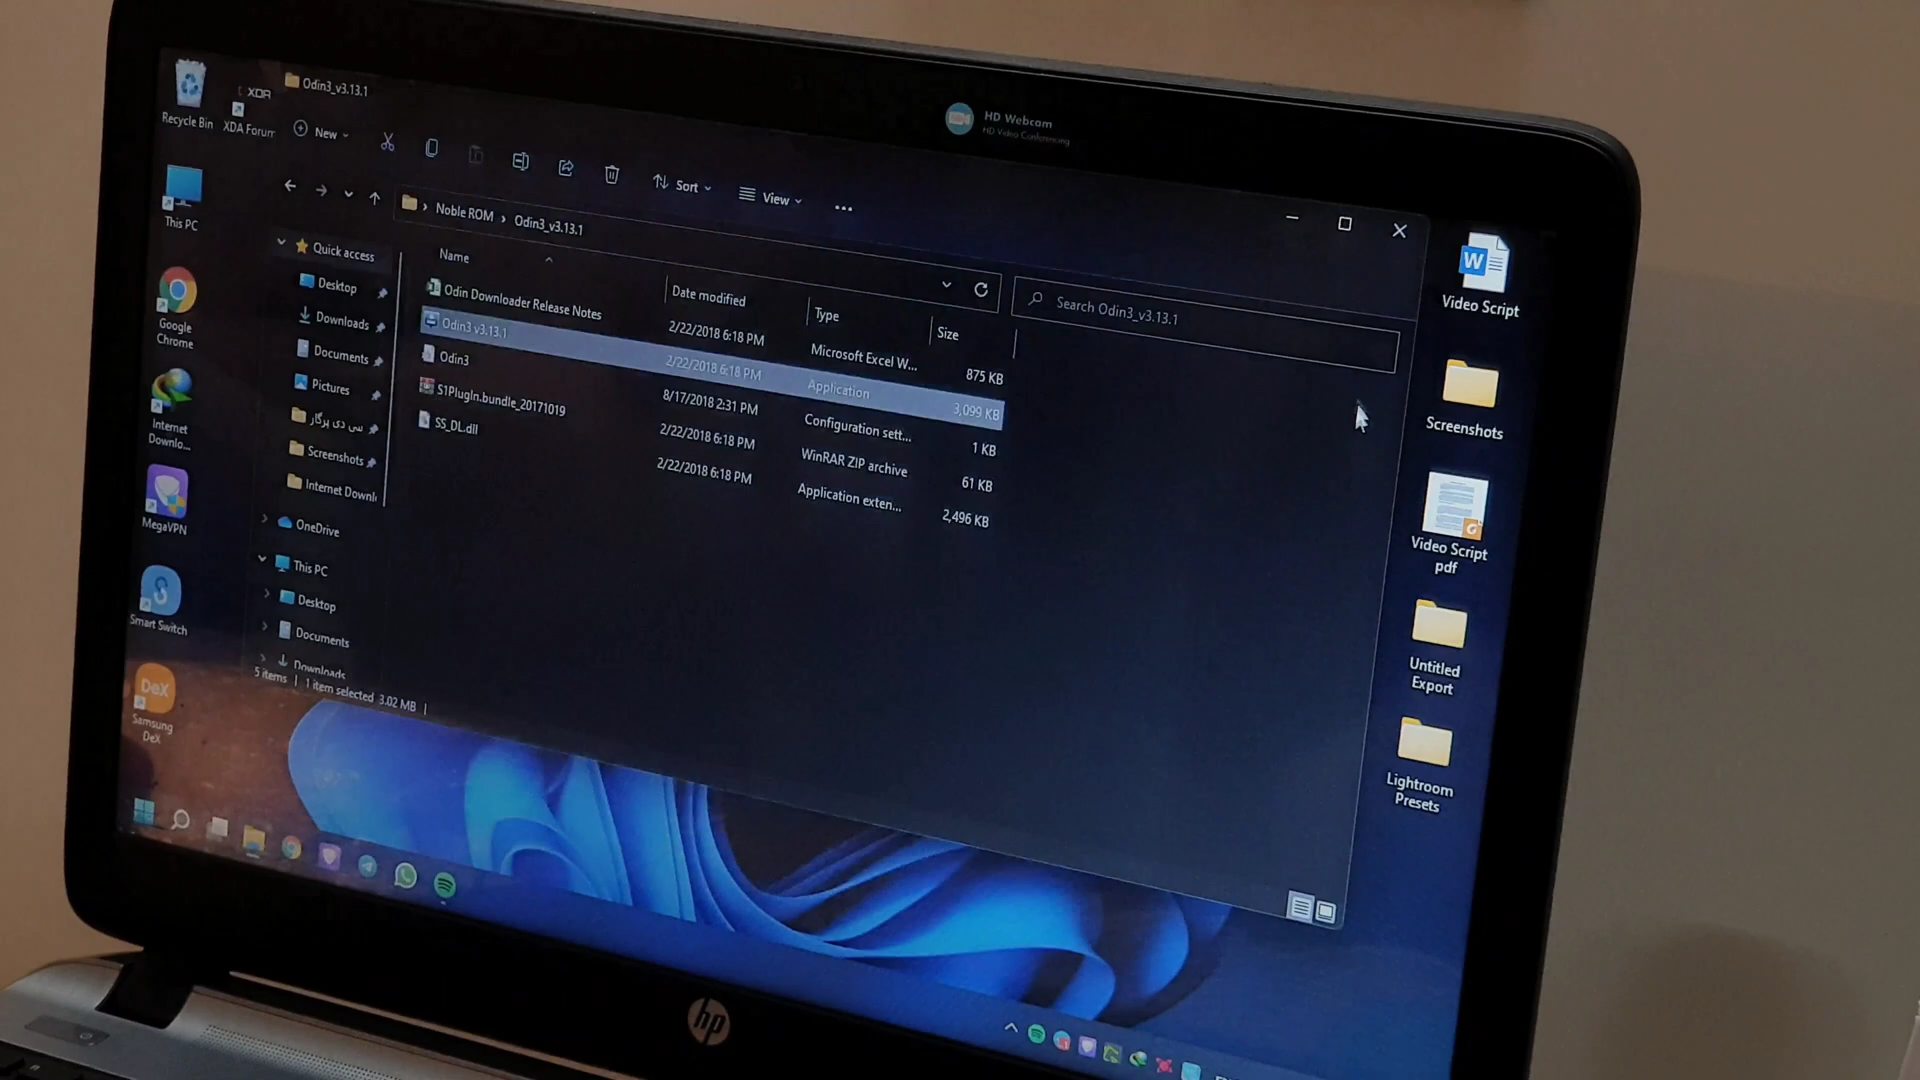 HD Webcam
HD Video Conferencing
Recycle Bin
XDA
XDA Forum
This PC
Google
Chrome
Internet
Downlo...
MegaVPN
Smart Switch
DeX
Samsung
DeX
Odin3_v3.13.1
New
Sort
View
Noble ROM
Odin3_v3.13.1
Search Odin3_v3.13.1
Quick access
Desktop
Downloads
Documents
Pictures
سی دی پرگار
Screenshots
Internet Downl
OneDrive
This PC
Desktop
Documents
Downloads
Name
Date modified
Type
Size
Odin Downloader Release Notes
2/22/2018 6:18 PM
Microsoft Excel W...
875 KB
Odin3 v3.13.1
2/22/2018 6:18 PM
Application
3,099 KB
Odin3
8/17/2018 2:31 PM
Configuration sett...
1 KB
S1PlugIn.bundle_20171019
2/22/2018 6:18 PM
WinRAR ZIP archive
61 KB
SS_DL.dll
2/22/2018 6:18 PM
Application exten...
2,496 KB
5 items
1 item selected 3.02 MB
W
Video Script
Screenshots
Video Script
pdf
Untitled
Export
Lightroom
Presets
hp